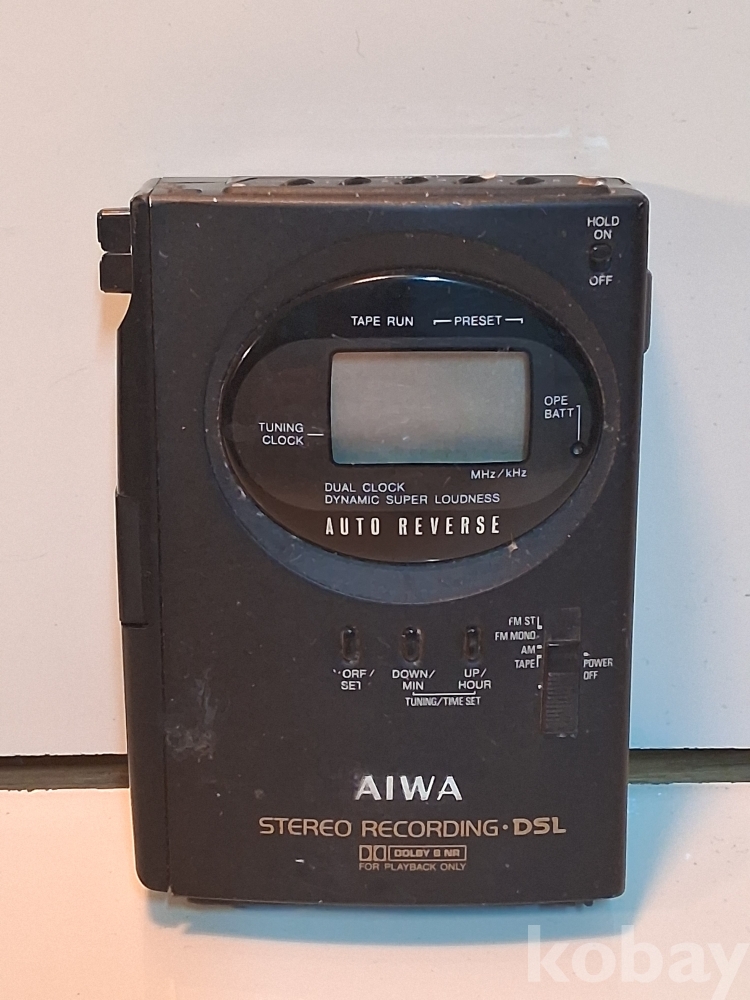 HOLD
ON
OFF
TAPE RUN PRESET
OPE
BATT
TUNING
CLOCK
MHz/kHz
DUAL CLOCK
DYNAMIC SUPER LOUDNESS
AUTO REVERSE
FM ST
FM MONO
AM
TAPE
POWER
OFF
DOWN/
MIN
UP/
HOUR
TUNING/TIME SET
AIWA
STEREO RECORDING·DSL
DOLBY B NR
FOR PLAYBACK ONLY
kobay